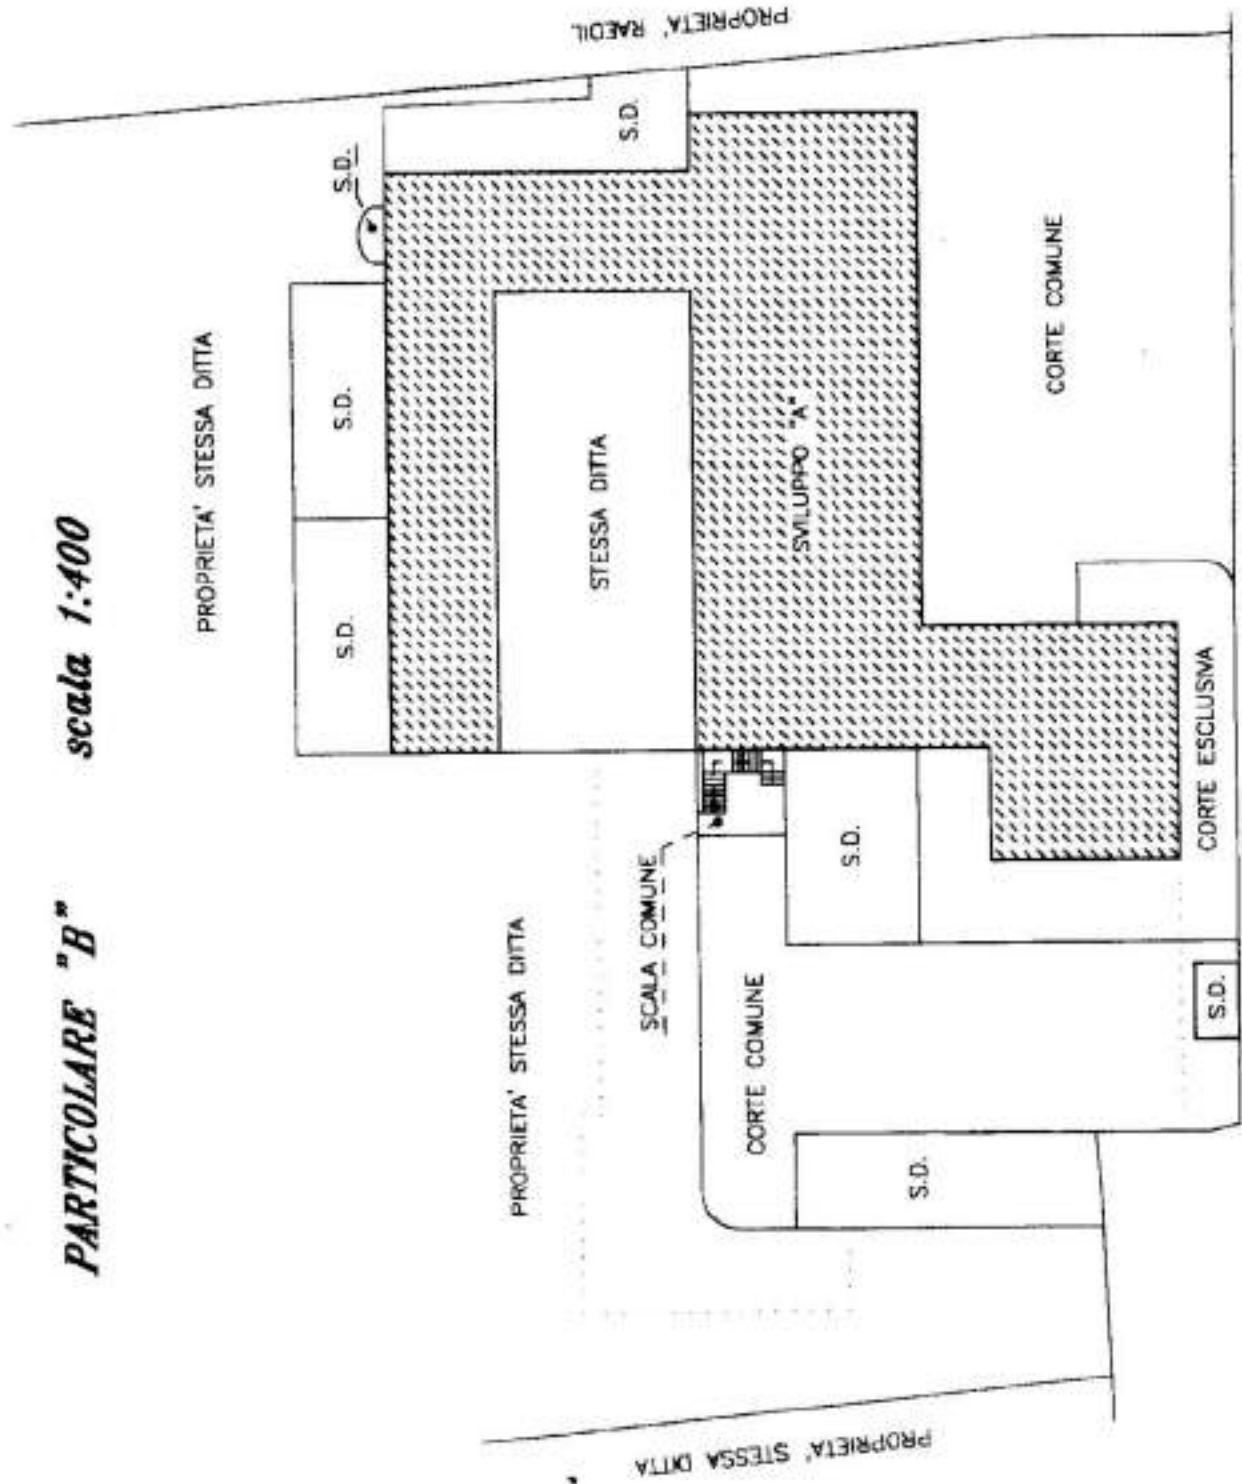 PARTICOLARE "B" scala 1:400
PROPRIETA' STESSA DITTA
S.D.
S.D.
S.D.
S.D.
PROPRIETA' RAEDIL
STESSA DITTA
SVILUPPO "A"
PROPRIETA' STESSA DITTA
SCALA COMUNE
S.D.
CORTE COMUNE
CORTE COMUNE
S.D.
CORTE ESCLUSIVA
S.D.
PROPRIETA' STESSA DITTA